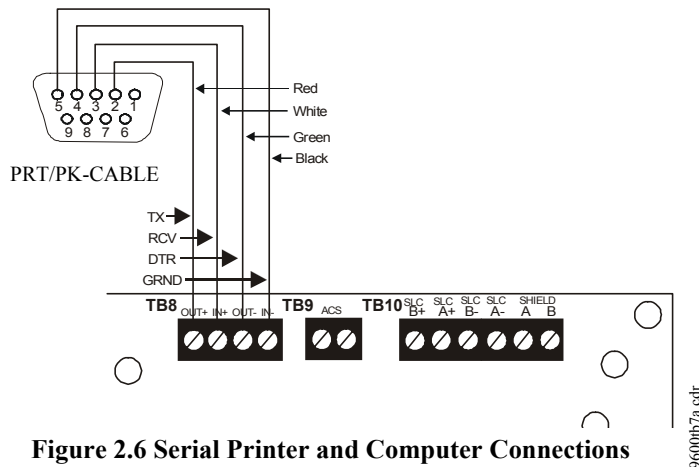 5 4 3 2 1
9 8 7 6
PRT/PK-CABLE
Red
White
Green
Black
TX
RCV
DTR
GRND
TB8
OUT+ IN+ OUT- IN-
TB9
ACS
TB10
SLC B+
SLC A+
SLC B-
SLC A-
SHIELD
A B
9600tb7a.cdr
Figure 2.6 Serial Printer and Computer Connections